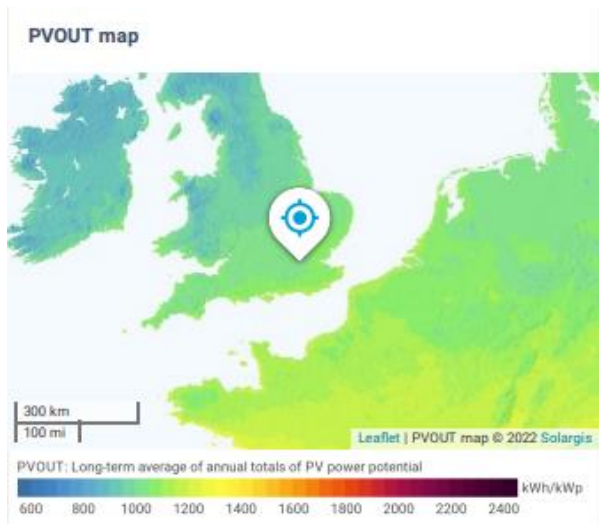 PVOUT map
300 km
100 mi
Leaflet | PVOUT map © 2022 Solargis
PVOUT: Long-term average of annual totals of PV power potential
kWh/kWp
600 800 1000 1200 1400 1600 1800 2000 2200 2400